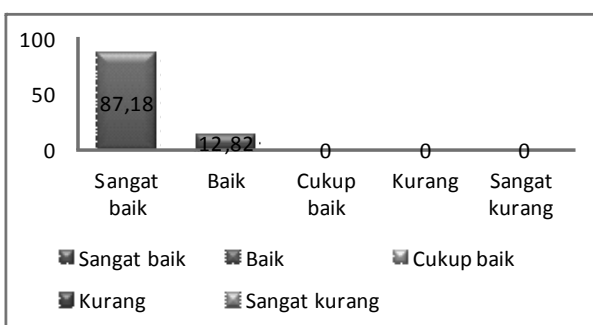 100
50
0
87,18
12,82
0
0
0
Sangat baik
Baik
Cukup baik
Kurang
Sangat kurang
Sangat baik
Baik
Cukup baik
Kurang
Sangat kurang